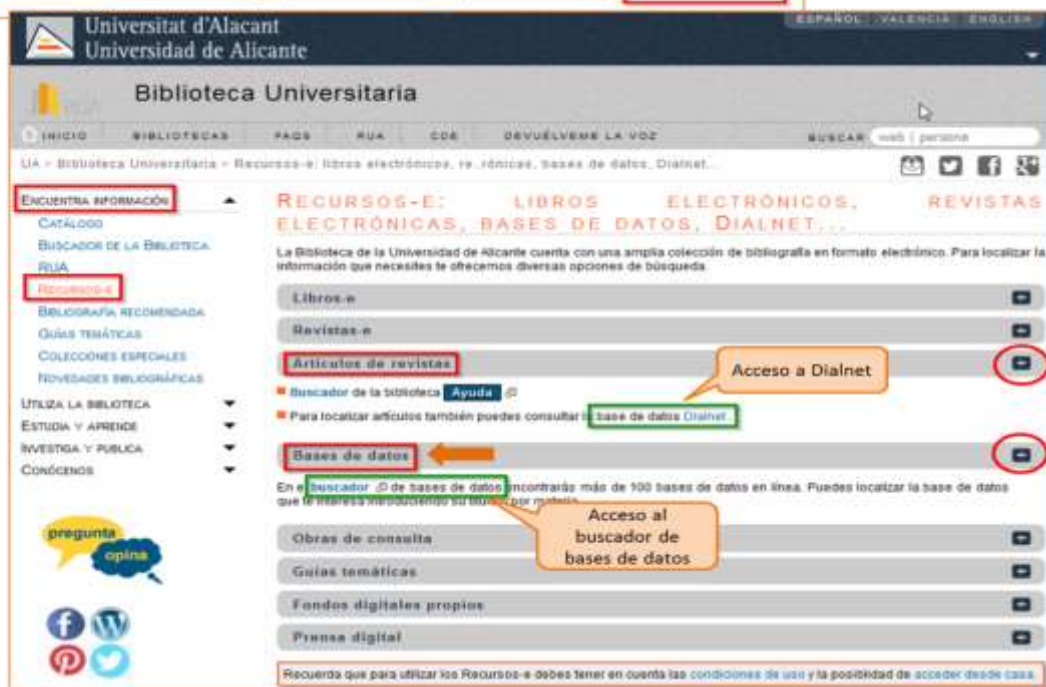 ESPAÑOL VALENCIÀ ENGLISH
Universitat d'Alacant
Universidad de Alicante
RUA
Biblioteca Universitaria
INICIO BIBLIOTECAS FAQS RUA CDE DEVUÉLVEME LA VOZ BUSCAR web | persona
UA > Biblioteca Universitaria > Recursos-e: libros electrónicos, re rónicas, bases de datos, Dialnet...
ENCUENTRA INFORMACIÓN
CATÁLOGO
BUSCADOR DE LA BIBLIOTECA
RUA
RECURSOS-E
BIBLIOGRAFÍA RECOMENDADA
GUÍAS TEMÁTICAS
COLECCIONES ESPECIALES
NOVEDADES BIBLIOGRÁFICAS
UTILIZA LA BIBLIOTECA
ESTUDIA Y APRENDE
INVESTIGA Y PUBLICA
CONÓCENOS
pregunta
opina
RECURSOS-E: LIBROS ELECTRÓNICOS, REVISTAS
ELECTRÓNICAS, BASES DE DATOS, DIALNET...
La Biblioteca de la Universidad de Alicante cuenta con una amplia colección de bibliografía en formato electrónico. Para localizar la
información que necesites te ofrecemos diversas opciones de búsqueda.
Libros-e
Revistas-e
Artículos de revistas
Acceso a Dialnet
Buscador de la biblioteca Ayuda
Para localizar artículos también puedes consultar la base de datos Dialnet
Bases de datos
En el buscador de bases de datos encontrarás más de 100 bases de datos en línea. Puedes localizar la base de datos
que te interesa introduciendo su título o por materia
Acceso al
buscador de
bases de datos
Obras de consulta
Guías temáticas
Fondos digitales propios
Prensa digital
Recuerda que para utilizar los Recursos-e debes tener en cuenta las condiciones de uso y la posibilidad de acceder desde casa.